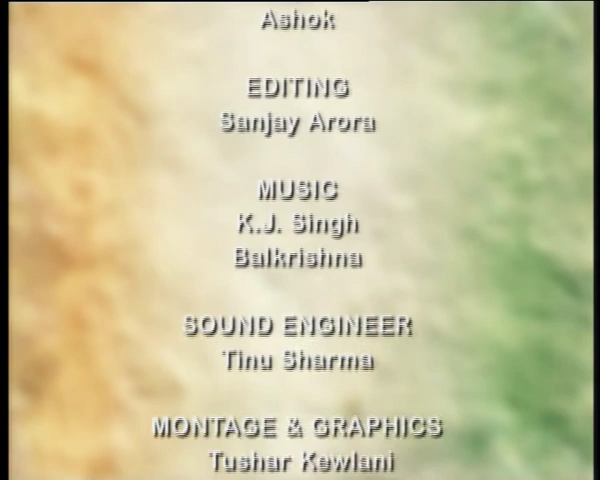 Ashok
EDITING
Sanjay Arora
MUSIC
K.J. Singh
Balkrishna
SOUND ENGINEER
Tinu Sharma
MONTAGE & GRAPHICS
Tushar Kewlani